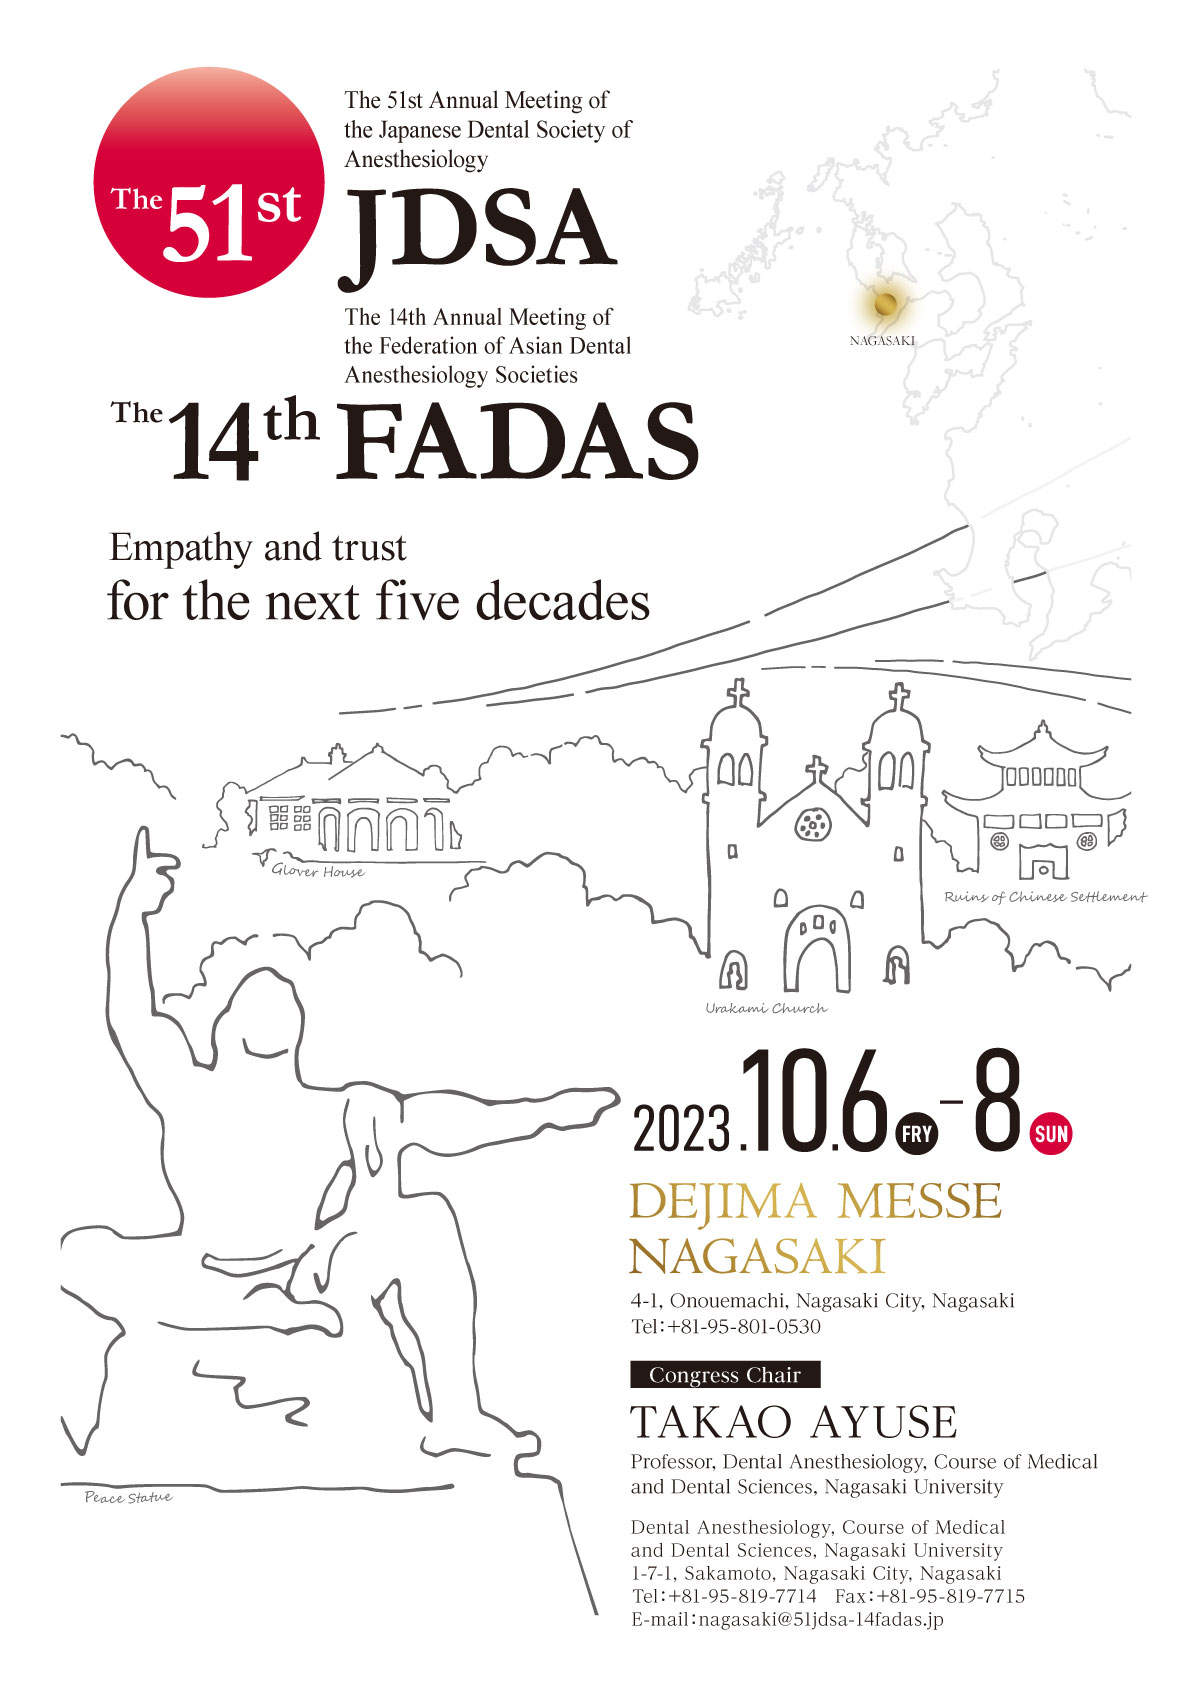 The 51st
The 51st Annual Meeting of
the Japanese Dental Society of
Anesthesiology
JDSA
The 14th Annual Meeting of
the Federation of Asian Dental
Anesthesiology Societies
The 14th FADAS
NAGASAKI
Empathy and trust
for the next five decades
Glover House
Ruins of Chinese Settlement
Urakami Church
Peace Statue
2023.10.6 FRY - 8 SUN
DEJIMA MESSE
NAGASAKI
4-1, Onouemachi, Nagasaki City, Nagasaki
Tel:+81-95-801-0530
Congress Chair
TAKAO AYUSE
Professor, Dental Anesthesiology, Course of Medical
and Dental Sciences, Nagasaki University
Dental Anesthesiology, Course of Medical
and Dental Sciences, Nagasaki University
1-7-1, Sakamoto, Nagasaki City, Nagasaki
Tel:+81-95-819-7714 Fax:+81-95-819-7715
E-mail:nagasaki@51jdsa-14fadas.jp